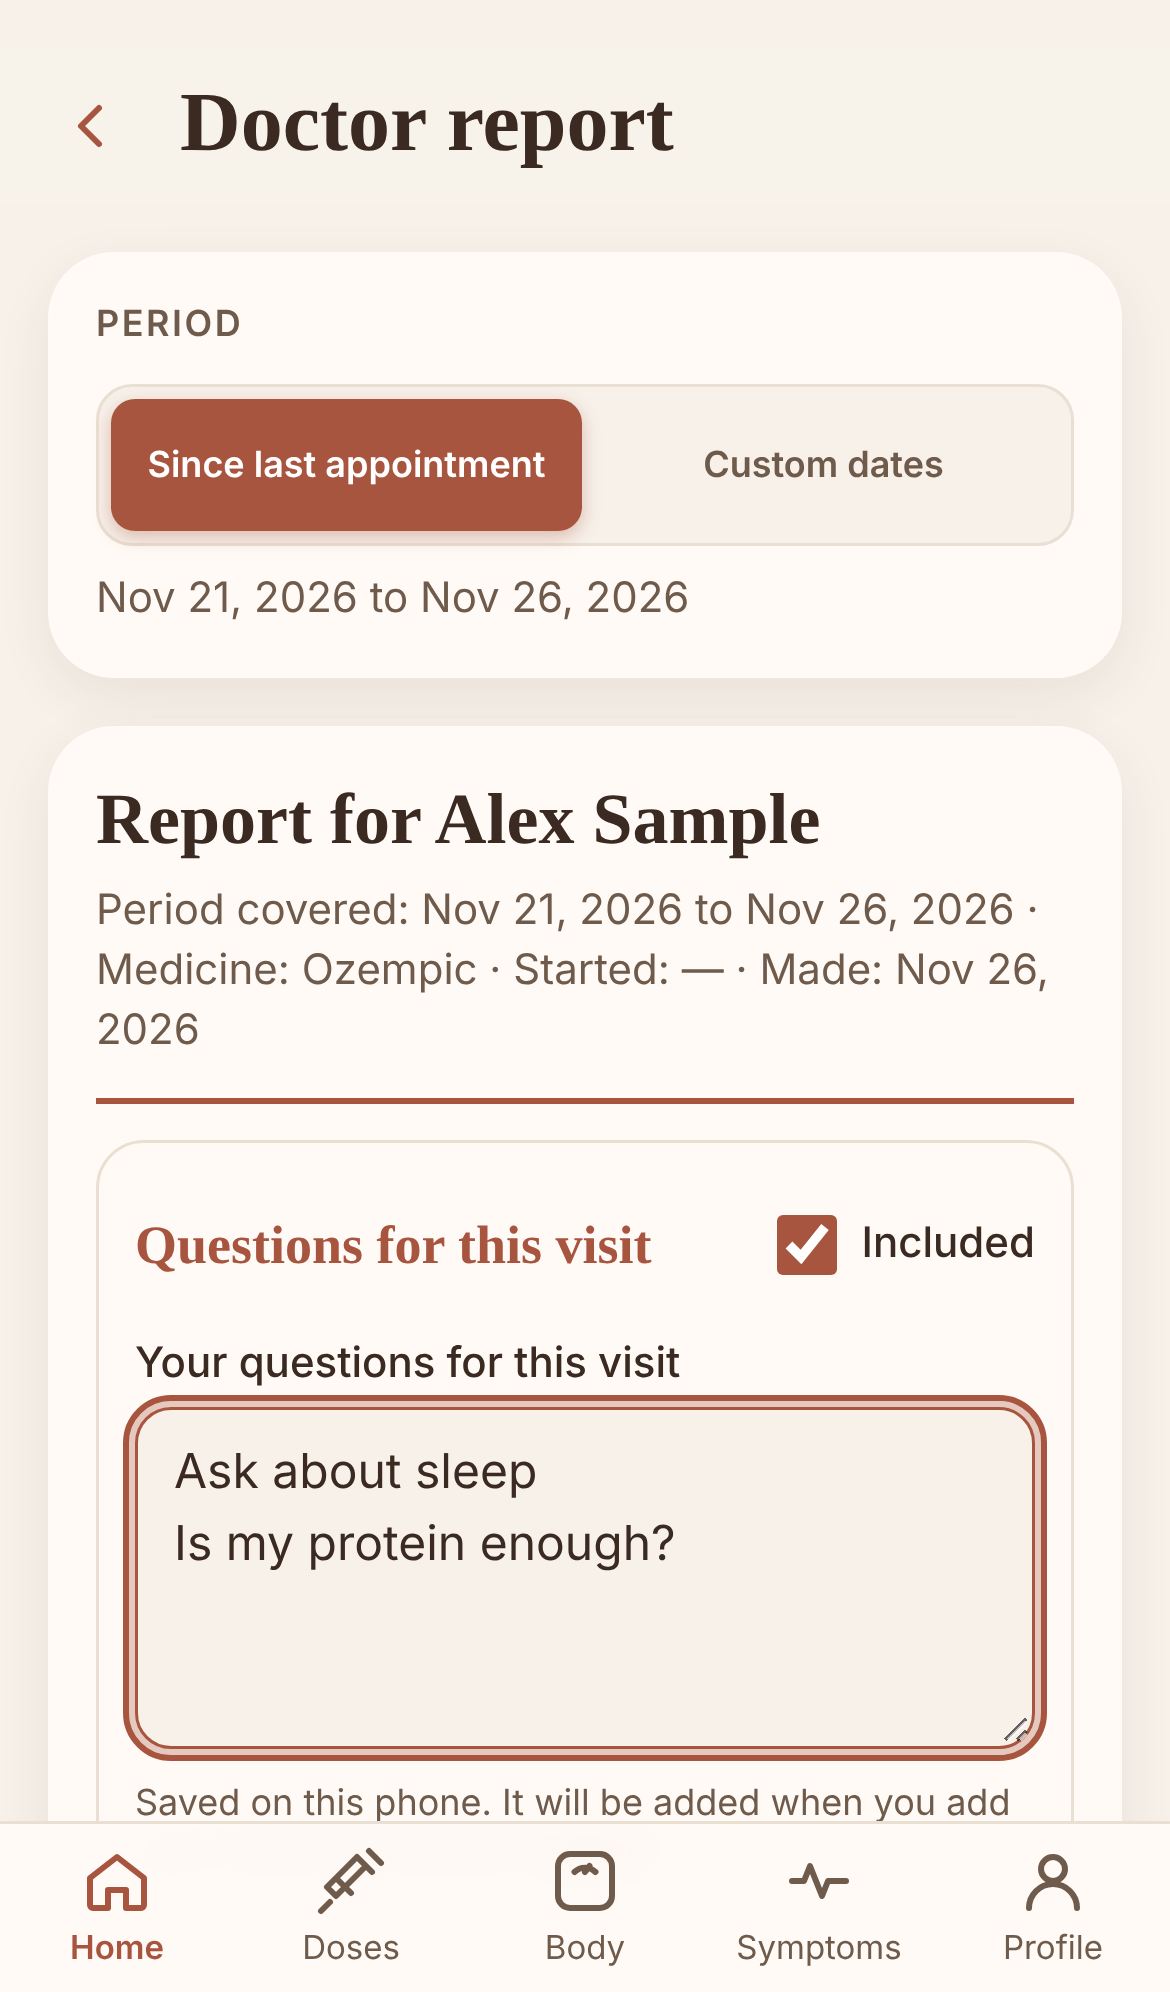 Doctor report
PERIOD
Since last appointment
Custom dates
Nov 21, 2026 to Nov 26, 2026
Report for Alex Sample
Period covered: Nov 21, 2026 to Nov 26, 2026 ·
Medicine: Ozempic · Started: — · Made: Nov 26,
2026
Questions for this visit
Included
Your questions for this visit
Ask about sleep
Is my protein enough?
Saved on this phone. It will be added when you add
Home
Doses
Body
Symptoms
Profile